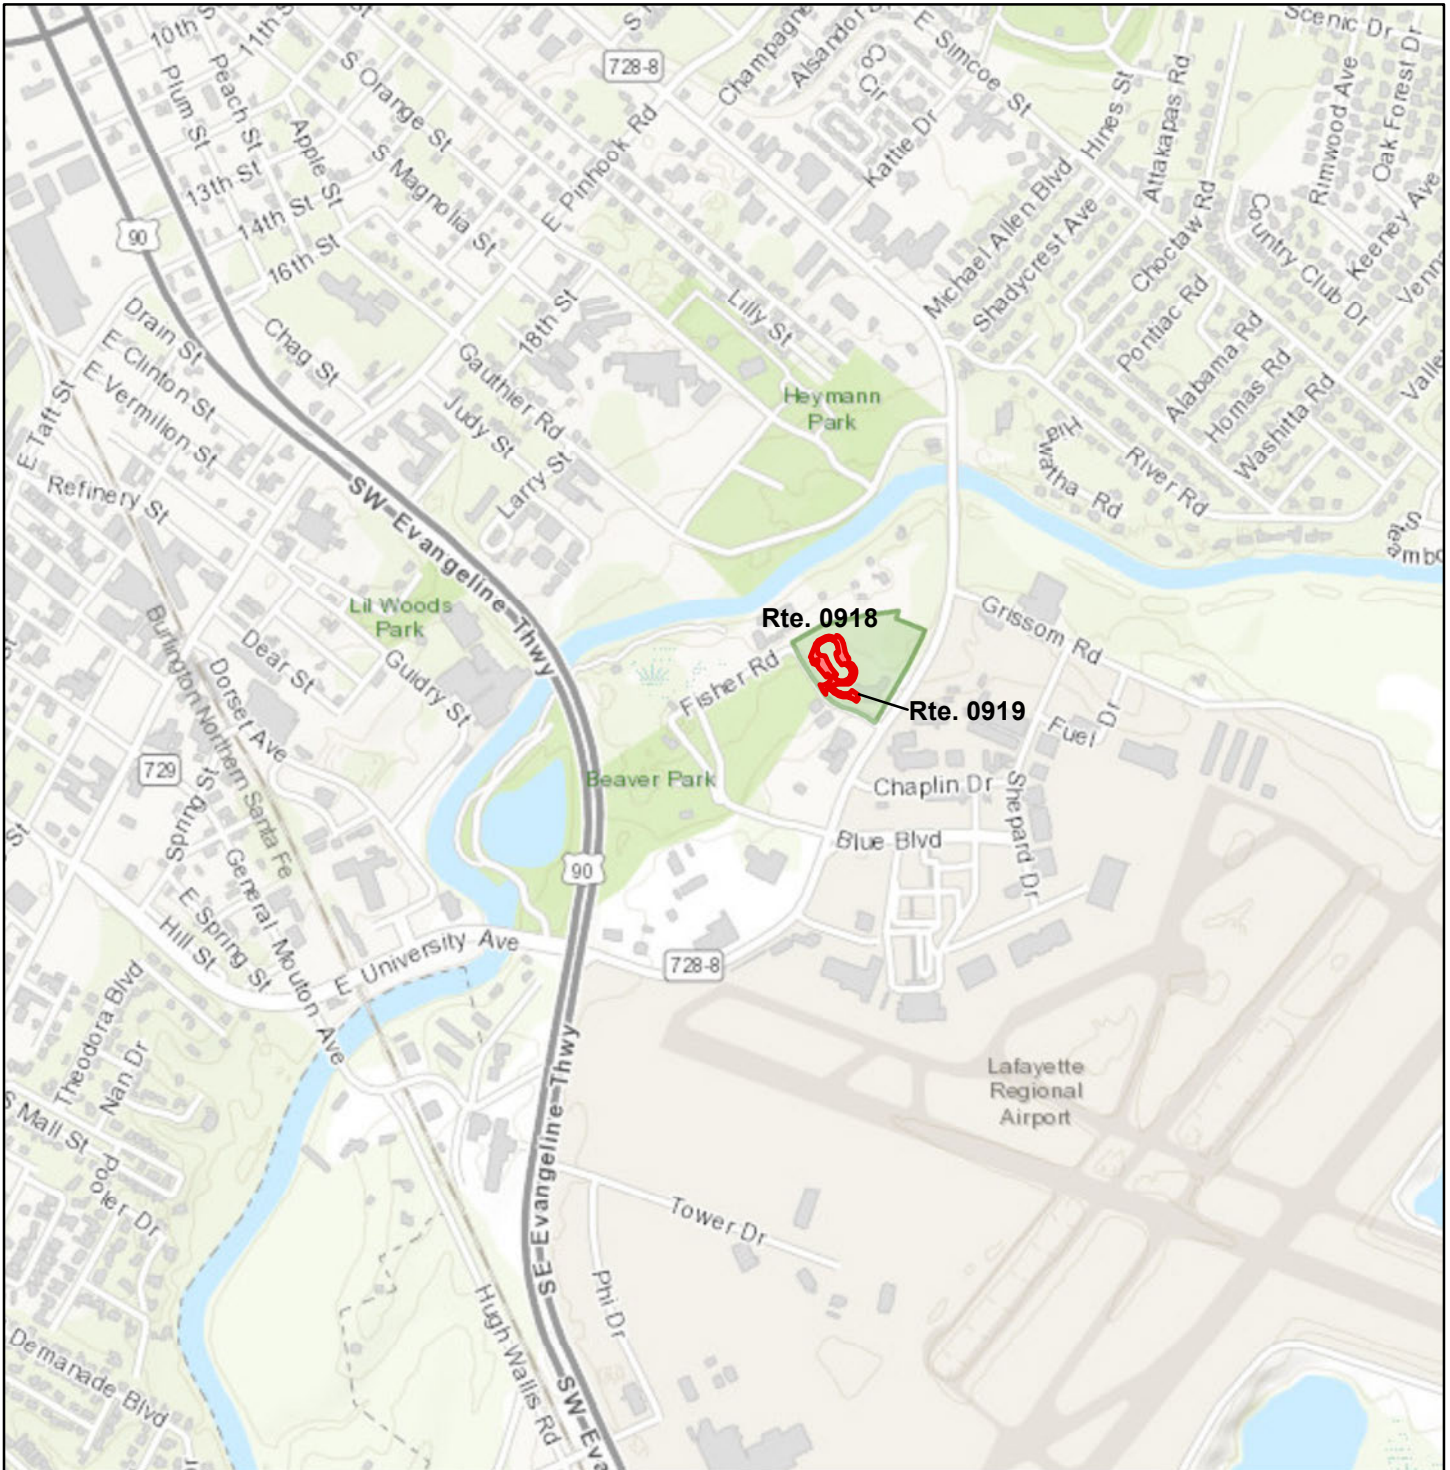 10th St
11th St
S Orange St
728-8
Champagne
Alsandor
E Simcoe St
Scenic Dr
Plum St
Peach St
Apple St
S Magnolia St
E Pinhook Rd
Co
Cir
Kattie Dr
Hines St
Attakapas Rd
Rimwood Ave
Oak Forest Dr
13th St
14th St
16th St
90
Michael Allen Blvd
Shadycrest Ave
Choctaw Rd
Country Club Dr
Keeney Ave
Drain St
E Clinton St
E Vermilion St
Chag St
18th St
Lilly St
Pontiac Rd
Alabama Rd
Homas Rd
Washitta Rd
Valle
E Taft St
Gauthier Rd
Judy St
Larry St
Heymann
Park
Hiawatha Rd
River Rd
Refinery St
SW Evangeline Thwy
Lil Woods
Park
Rte. 0918
Grissom Rd
Burlington Northern Santa Fe
Dear St
Guidry St
Fisher Rd
Rte. 0919
Dorset Ave
Fuel Dr
729
Spring St
Beaver Park
Chaplin Dr
Shepard Dr
St
Blue Blvd
90
General Mouton Ave
E Spring St
Hill St
E University Ave
728-8
Theodora Blvd
Nan Dr
SE Evangeline Thwy
Lafayette
Regional
Airport
S Mall St
Tower Dr
Phi Dr
Hugh Wallis Rd
Demanade Blvd
SW Eva